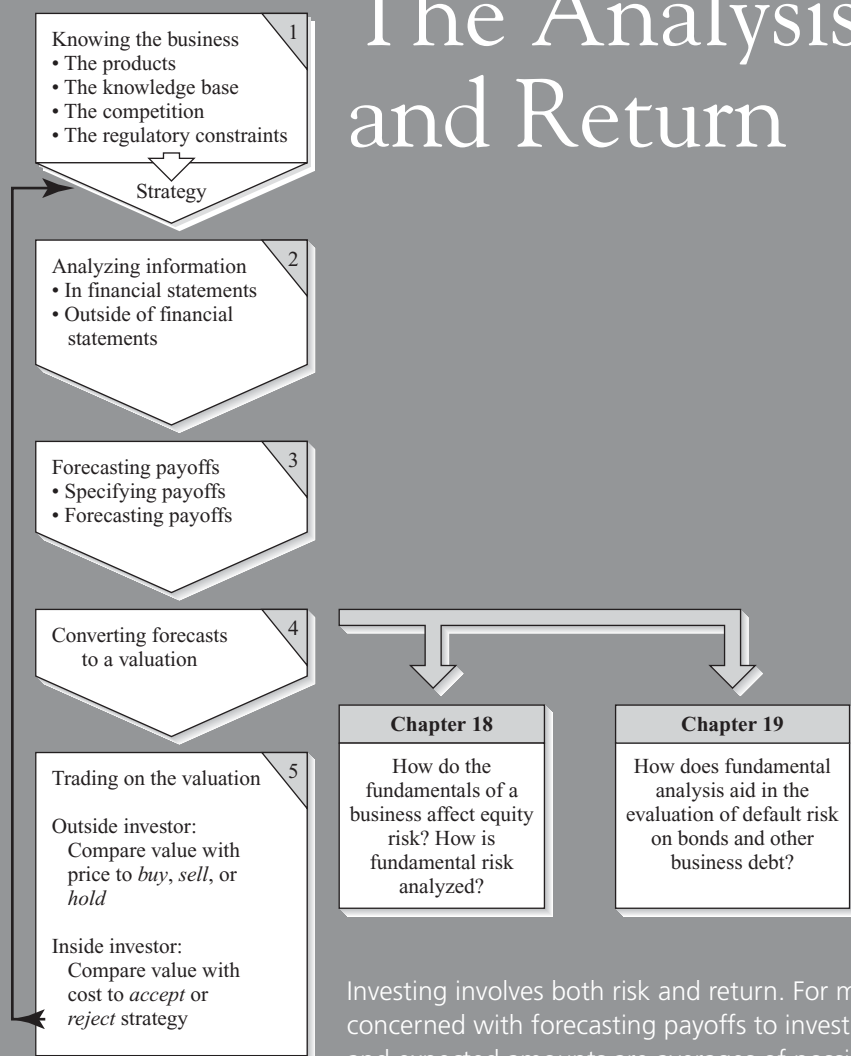 The Analysis
and Return
1
Knowing the business
• The products
• The knowledge base
• The competition
• The regulatory constraints
Strategy
2
Analyzing information
• In financial statements
• Outside of financial
statements
3
Forecasting payoffs
• Specifying payoffs
• Forecasting payoffs
4
Converting forecasts
to a valuation
5
Trading on the valuation
Outside investor:
Compare value with
price to buy, sell, or
hold
Inside investor:
Compare value with
cost to accept or
reject strategy
Chapter 18
How do the
fundamentals of a
business affect equity
risk? How is
fundamental risk
analyzed?
Chapter 19
How does fundamental
analysis aid in the
evaluation of default risk
on bonds and other
business debt?
Investing involves both risk and return. For
concerned with forecasting payoffs to
and expected amounts are averages of